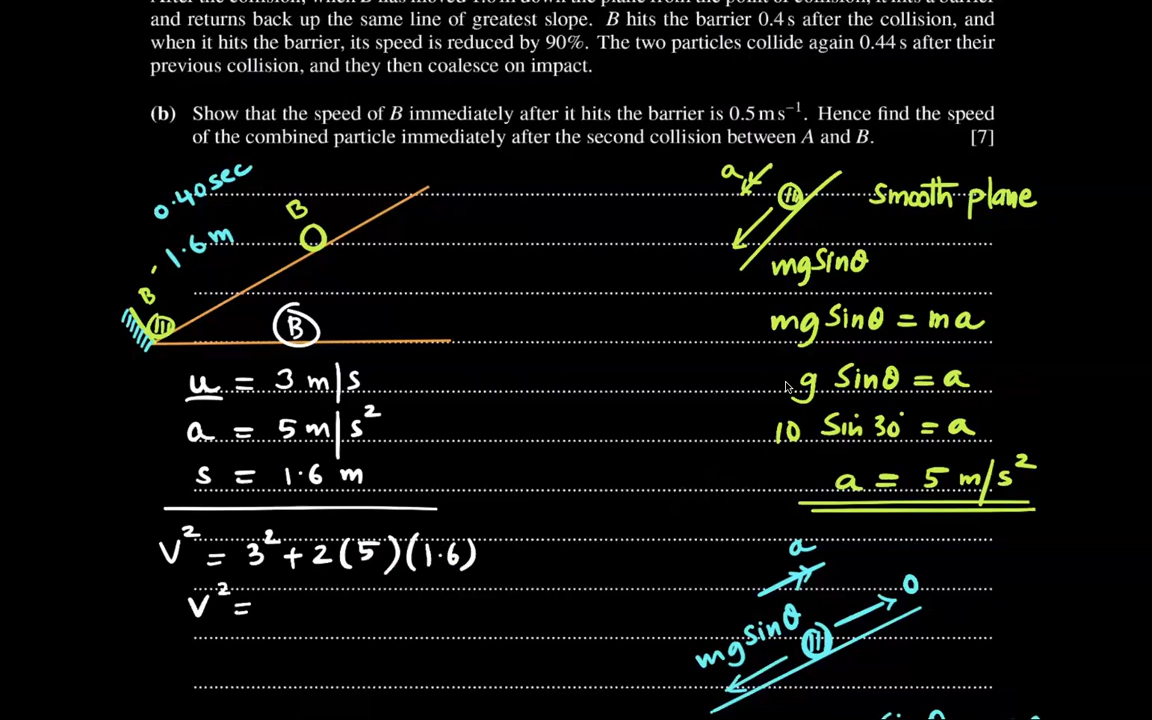 and returns back up the same line of greatest slope. B hits the barrier 0.4 s after the collision, and
when it hits the barrier, its speed is reduced by 90%. The two particles collide again 0.44 s after their
previous collision, and they then coalesce on impact.
(b) Show that the speed of B immediately after it hits the barrier is 0.5 m s⁻¹. Hence find the speed
of the combined particle immediately after the second collision between A and B. [7]
0.40sec
1.6m
B
B
B
u = 3 m/s
a = 5 m/s²
s = 1.6 m
V² = 3² + 2(5)(1.6)
V² =
a
Smooth plane
mgsinθ
mg sinθ = ma
g sinθ = a
10 sin 30° = a
a = 5 m/s²
a
0
mgsinθ